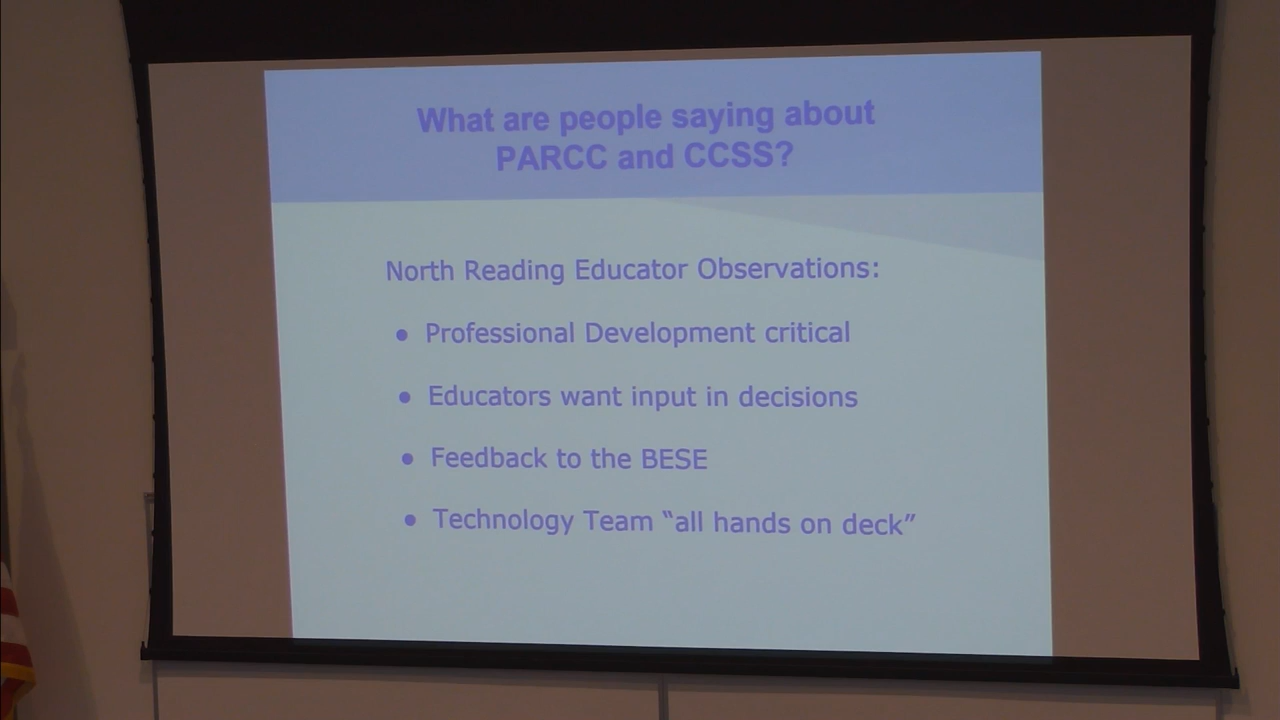 What are people saying about
PARCC and CCSS?
North Reading Educator Observations:
● Professional Development critical
● Educators want input in decisions
● Feedback to the BESE
● Technology Team “all hands on deck”